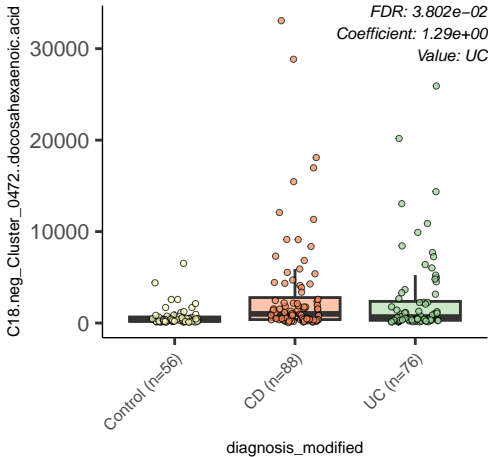 FDR: 3.802e−02
Coefficient: 1.29e+00
Value: UC
C18.neg_Cluster_0472..docosahexaenoic.acid
30000
20000
10000
0
Control (n=56)
CD (n=88)
UC (n=76)
diagnosis_modified